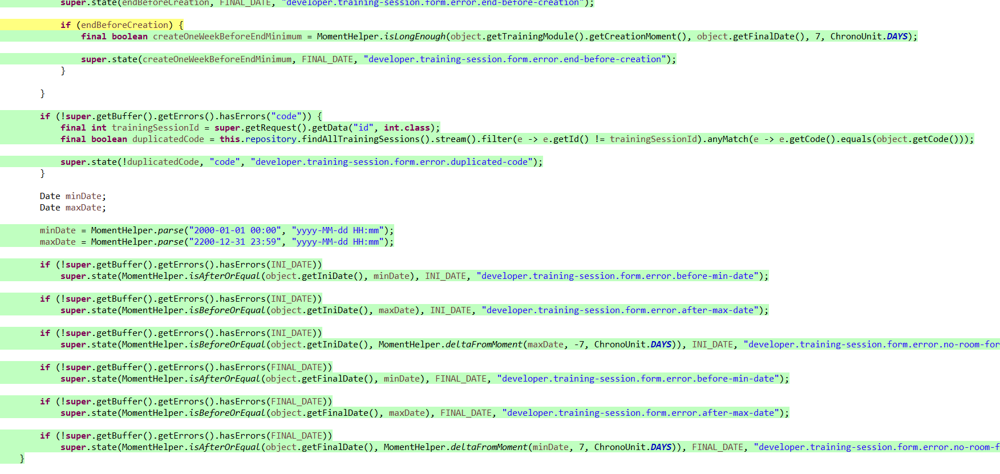 super.state(endBeforeCreation, FINAL_DATE, "developer.training-session.form.error.end-before-creation");
if (endBeforeCreation) {
final boolean createOneWeekBeforeEndMinimum = MomentHelper.isLongEnough(object.getTrainingModule().getCreationMoment(), object.getFinalDate(), 7, ChronoUnit.DAYS);
super.state(createOneWeekBeforeEndMinimum, FINAL_DATE, "developer.training-session.form.error.end-before-creation");
}
}
if (!super.getBuffer().getErrors().hasErrors("code")) {
final int trainingSessionId = super.getRequest().getData("id", int.class);
final boolean duplicatedCode = this.repository.findAllTrainingSessions().stream().filter(e -> e.getId() != trainingSessionId).anyMatch(e -> e.getCode().equals(object.getCode()));
super.state(!duplicatedCode, "code", "developer.training-session.form.error.duplicated-code");
}
Date minDate;
Date maxDate;
minDate = MomentHelper.parse("2000-01-01 00:00", "yyyy-MM-dd HH:mm");
maxDate = MomentHelper.parse("2200-12-31 23:59", "yyyy-MM-dd HH:mm");
if (!super.getBuffer().getErrors().hasErrors(INI_DATE))
super.state(MomentHelper.isAfterOrEqual(object.getIniDate(), minDate), INI_DATE, "developer.training-session.form.error.before-min-date");
if (!super.getBuffer().getErrors().hasErrors(INI_DATE))
super.state(MomentHelper.isBeforeOrEqual(object.getIniDate(), maxDate), INI_DATE, "developer.training-session.form.error.after-max-date");
if (!super.getBuffer().getErrors().hasErrors(INI_DATE))
super.state(MomentHelper.isBeforeOrEqual(object.getIniDate(), MomentHelper.deltaFromMoment(maxDate, -7, ChronoUnit.DAYS)), INI_DATE, "developer.training-session.form.error.no-room-for
if (!super.getBuffer().getErrors().hasErrors(FINAL_DATE))
super.state(MomentHelper.isAfterOrEqual(object.getFinalDate(), minDate), FINAL_DATE, "developer.training-session.form.error.before-min-date");
if (!super.getBuffer().getErrors().hasErrors(FINAL_DATE))
super.state(MomentHelper.isBeforeOrEqual(object.getFinalDate(), maxDate), FINAL_DATE, "developer.training-session.form.error.after-max-date");
if (!super.getBuffer().getErrors().hasErrors(FINAL_DATE))
super.state(MomentHelper.isAfterOrEqual(object.getFinalDate(), MomentHelper.deltaFromMoment(minDate, 7, ChronoUnit.DAYS)), FINAL_DATE, "developer.training-session.form.error.no-room-f
}